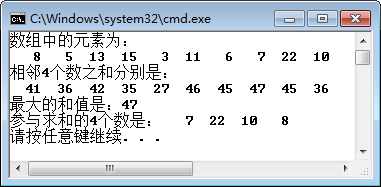 C:\Windows\system32\cmd.exe
数组中的元素为:
8 5 13 15 3 11 6 7 22 10
相邻4个数之和分别是:
41 36 42 35 27 46 45 47 45 36
最大的和值是: 47
参与求和的4个数是: 7 22 10 8
请按任意键继续. . .